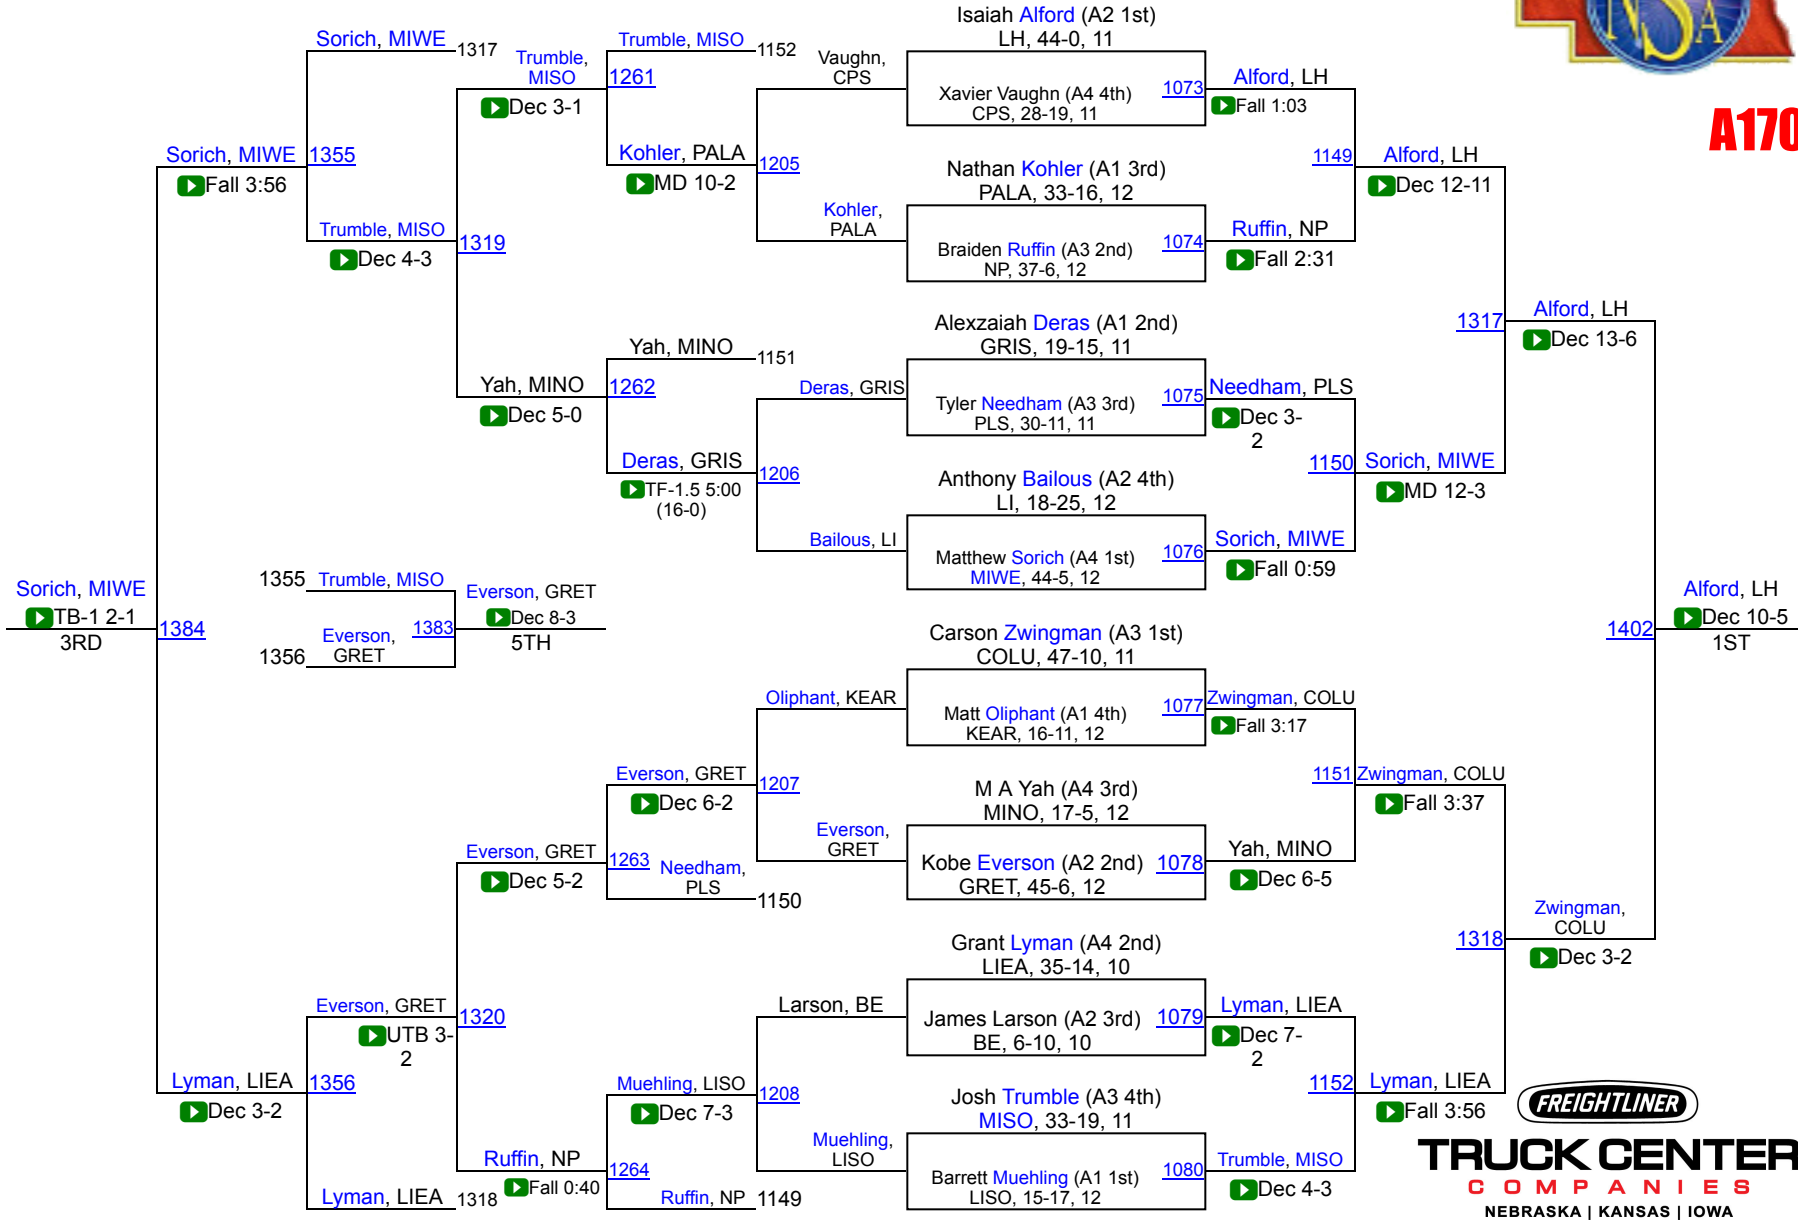 NSA
A170
Isaiah Alford (A2 1st)
LH, 44-0, 11
Xavier Vaughn (A4 4th)
CPS, 28-19, 11
1073
Nathan Kohler (A1 3rd)
PALA, 33-16, 12
Braiden Ruffin (A3 2nd)
NP, 37-6, 12
1074
Alexzaiah Deras (A1 2nd)
GRIS, 19-15, 11
Tyler Needham (A3 3rd)
PLS, 30-11, 11
1075
Anthony Bailous (A2 4th)
LI, 18-25, 12
Matthew Sorich (A4 1st)
MIWE, 44-5, 12
1076
Carson Zwingman (A3 1st)
COLU, 47-10, 11
Matt Oliphant (A1 4th)
KEAR, 16-11, 12
1077
M A Yah (A4 3rd)
MINO, 17-5, 12
Kobe Everson (A2 2nd)
GRET, 45-6, 12
1078
Grant Lyman (A4 2nd)
LIEA, 35-14, 10
James Larson (A2 3rd)
BE, 6-10, 10
1079
Josh Trumble (A3 4th)
MISO, 33-19, 11
Barrett Muehling (A1 1st)
LISO, 15-17, 12
1080
Alford, LH
Fall 1:03
1149
Ruffin, NP
Fall 2:31
Needham, PLS
Dec 3-
2
1150
Sorich, MIWE
Fall 0:59
Zwingman, COLU
Fall 3:17
1151
Yah, MINO
Dec 6-5
Lyman, LIEA
Dec 7-
2
1152
Trumble, MISO
Dec 4-3
Alford, LH
Dec 12-11
1317
Sorich, MIWE
MD 12-3
Zwingman, COLU
Fall 3:37
1318
Lyman, LIEA
Fall 3:56
Alford, LH
Dec 13-6
1402
Zwingman,
COLU
Dec 3-2
Alford, LH
Dec 10-5
1ST
Vaughn,
CPS
1205
Kohler,
PALA
Deras, GRIS
1206
Bailous, LI
Oliphant, KEAR
1207
Everson,
GRET
Larson, BE
1208
Muehling,
LISO
Trumble, MISO
1152
1261
Kohler, PALA
MD 10-2
Yah, MINO
1151
1262
Deras, GRIS
TF-1.5 5:00
(16-0)
Everson, GRET
Dec 6-2
1263
Needham,
PLS
1150
Muehling, LISO
Dec 7-3
1264
Ruffin, NP
1149
Trumble,
MISO
Dec 3-1
1319
Yah, MINO
Dec 5-0
Everson, GRET
Dec 5-2
1320
Ruffin, NP
Fall 0:40
Sorich, MIWE
1317
1355
Trumble, MISO
Dec 4-3
Everson, GRET
UTB 3-
2
1356
Lyman, LIEA
1318
Sorich, MIWE
Fall 3:56
1384
Lyman, LIEA
Dec 3-2
Sorich, MIWE
TB-1 2-1
3RD
1355
Trumble, MISO
1383
1356
Everson,
GRET
Everson, GRET
Dec 8-3
5TH
FREIGHTLINER
TRUCK CENTER
COMPANIES
NEBRASKA | KANSAS | IOWA